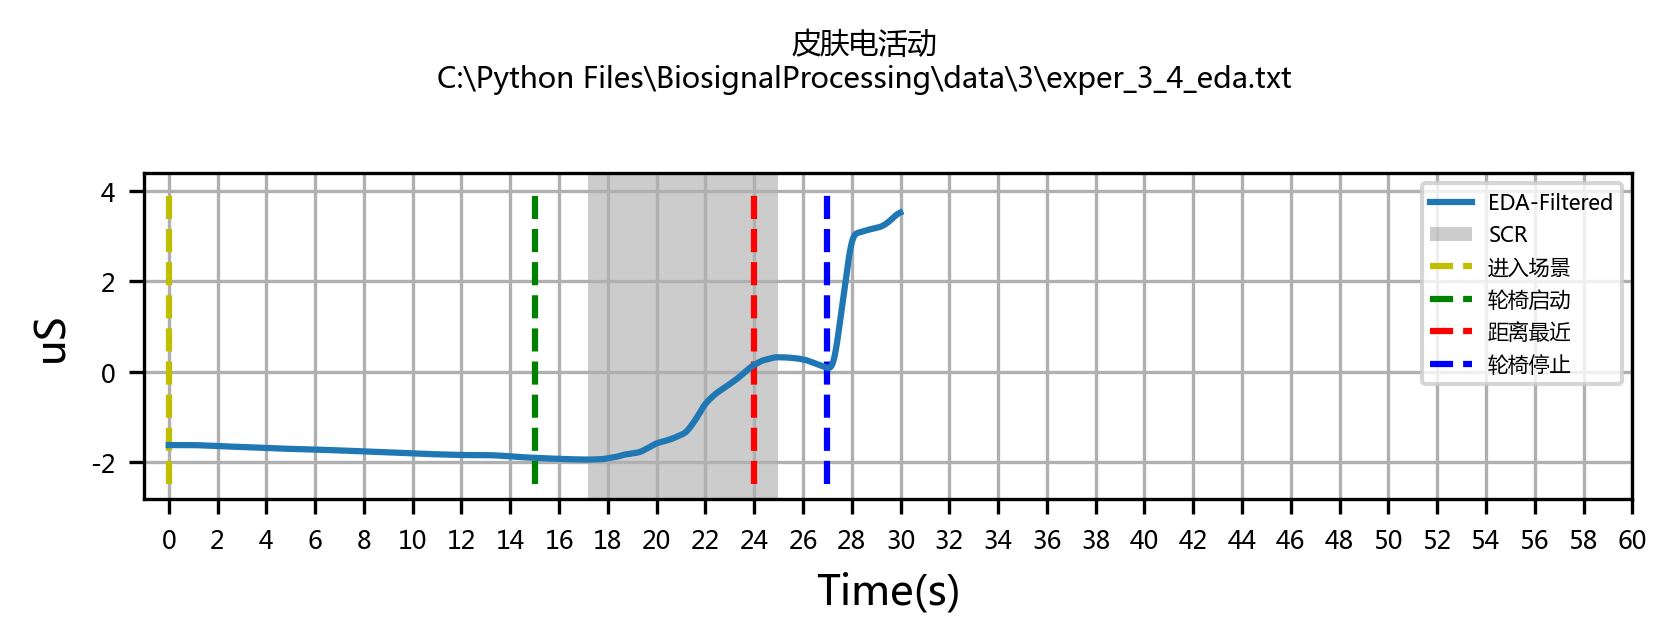 皮肤电活动
C:\Python Files\BiosignalProcessing\data\3\exper_3_4_eda.txt
4
2
0
-2
uS
EDA-Filtered
SCR
进入场景
轮椅启动
距离最近
轮椅停止
0 2 4 6 8 10 12 14 16 18 20 22 24 26 28 30 34 36 38 40 42 44 46 48 50 52 54 56 58 60
Time(s)